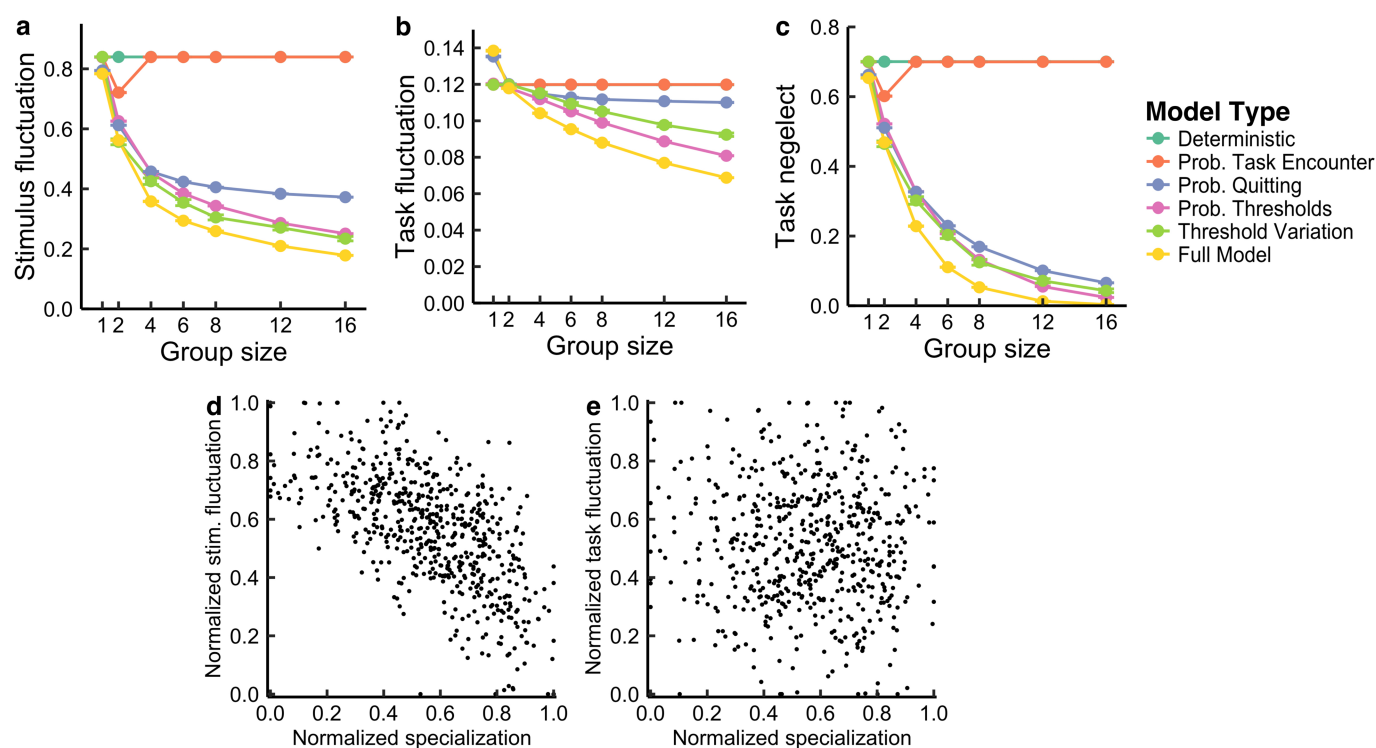 a
Stimulus fluctuation
0.8
0.6
0.4
0.2
0.0
1 2 4 6 8 12 16
Group size
b
Task fluctuation
0.14
0.12
0.10
0.08
0.06
0.04
0.02
0.00
1 2 4 6 8 12 16
Group size
c
Task negelect
0.8
0.6
0.4
0.2
0.0
1 2 4 6 8 12 16
Group size
Model Type
Deterministic
Prob. Task Encounter
Prob. Quitting
Prob. Thresholds
Threshold Variation
Full Model
d
Normalized stim. fluctuation
1.0
0.8
0.6
0.4
0.2
0.0
0.0 0.2 0.4 0.6 0.8 1.0
Normalized specialization
e
Normalized task fluctuation
1.0
0.8
0.6
0.4
0.2
0.0
0.0 0.2 0.4 0.6 0.8 1.0
Normalized specialization